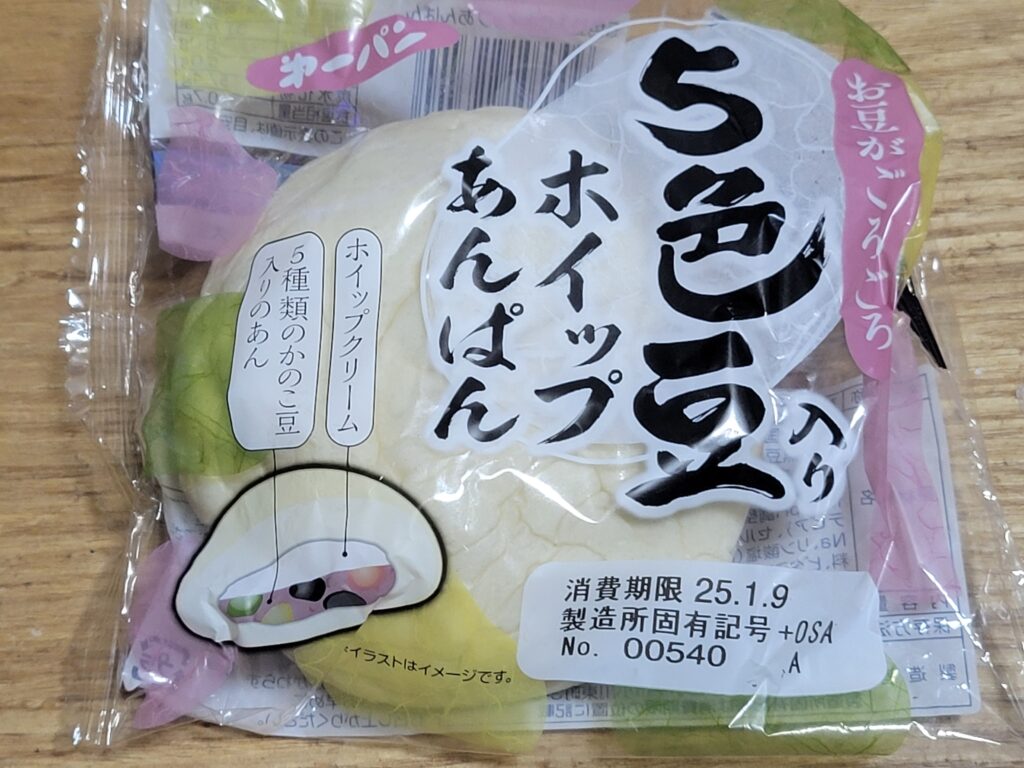 第一パン
お豆がごろごろ
5色豆入り
ホイップ
あんぱん
ホイップクリーム
5種類のかのこ豆
入りのあん
*イラストはイメージです。
消費期限 25.1.9
製造所固有記号 +OSA
No. 00540 .A